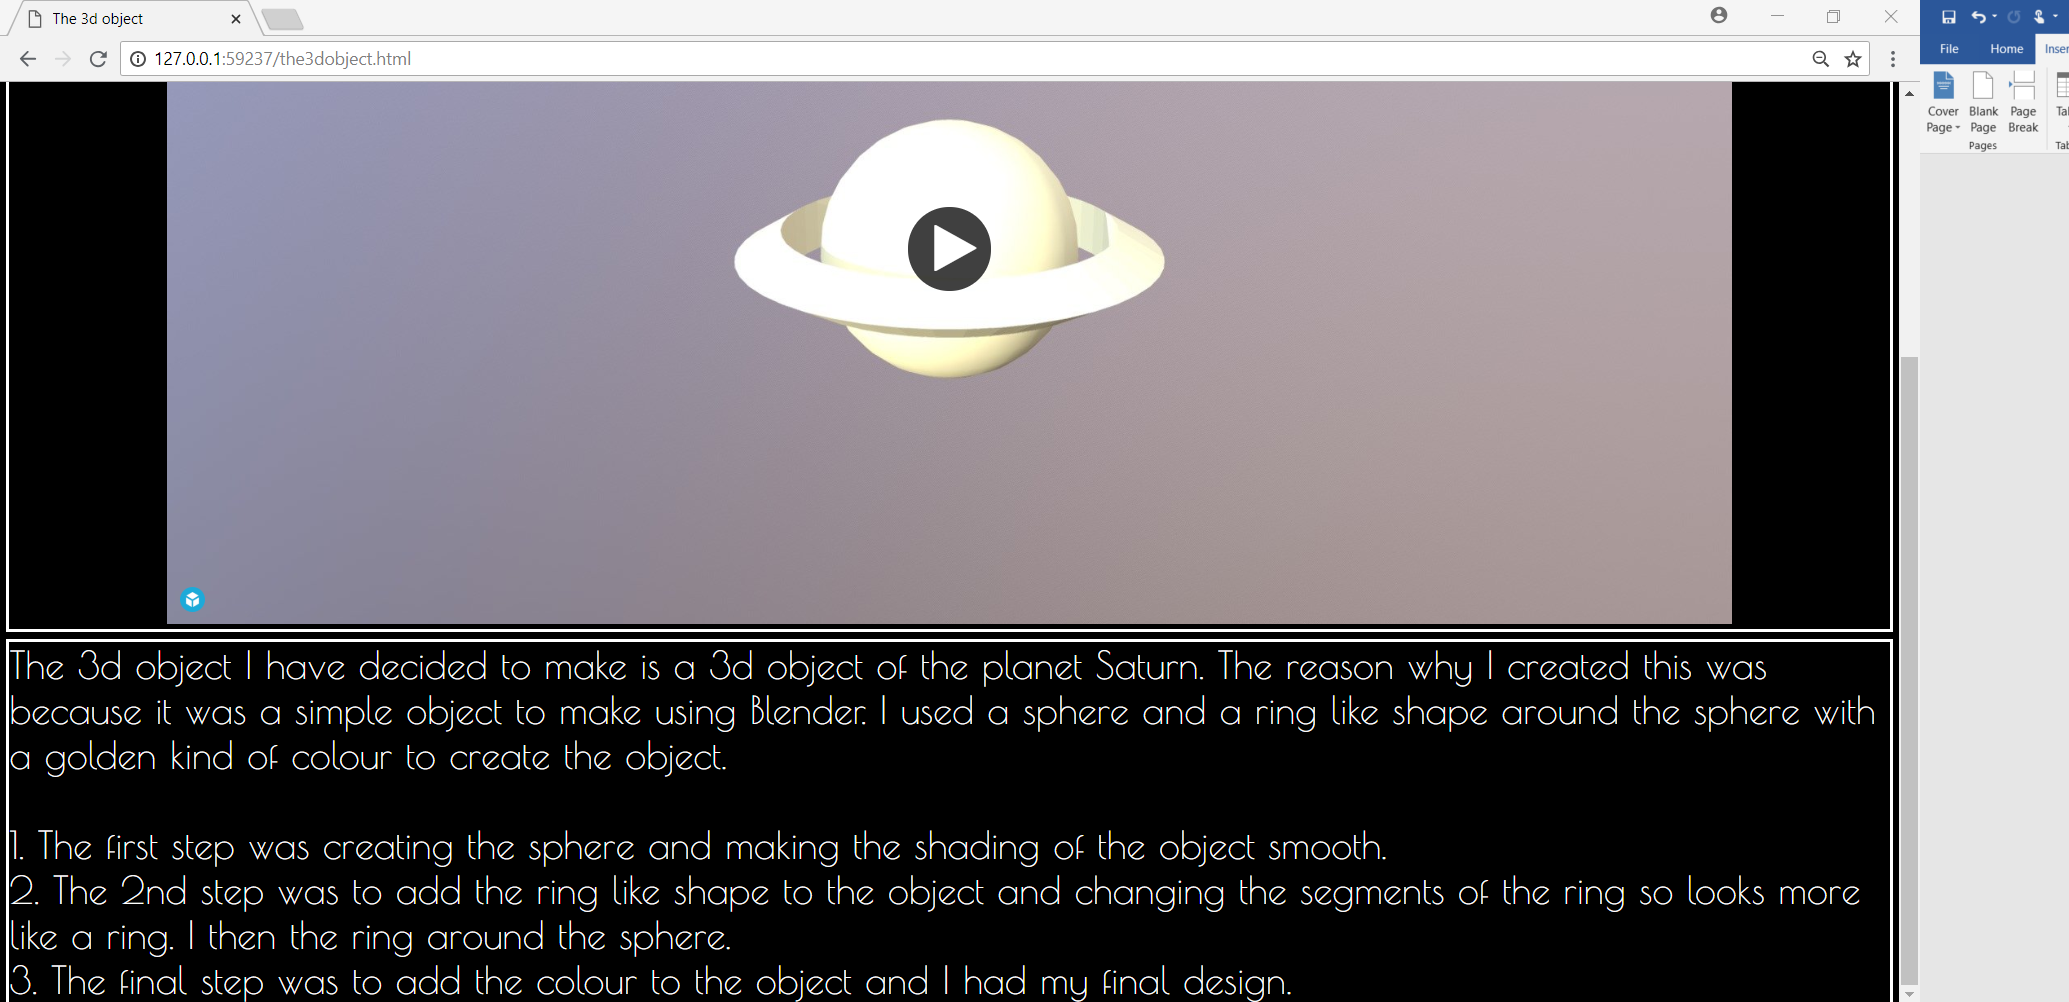 The 3d object
127.0.0.1:59237/the3dobject.html
File Home Inser
Cover Blank Page Tal
Page Page Break
Pages Tab
The 3d object I have decided to make is a 3d object of the planet Saturn. The reason why I created this was
because it was a simple object to make using Blender. I used a sphere and a ring like shape around the sphere with
a golden kind of colour to create the object.
1. The first step was creating the sphere and making the shading of the object smooth.
2. The 2nd step was to add the ring like shape to the object and changing the segments of the ring so looks more
like a ring. I then the ring around the sphere.
3. The final step was to add the colour to the object and I had my final design.